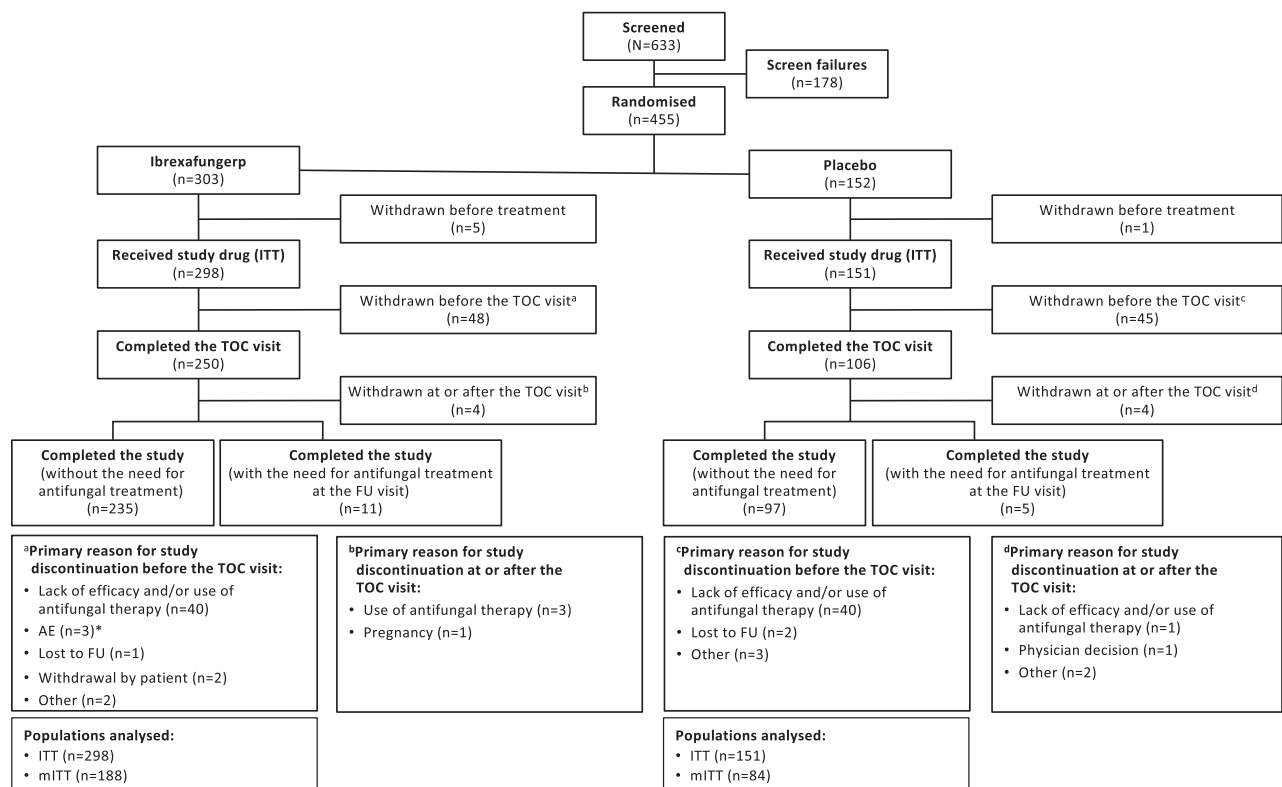 Screened
(N=633)
Screen failures
(n=178)
Randomised
(n=455)
Ibrexafungerp
(n=303)
Placebo
(n=152)
Withdrawn before treatment
(n=5)
Withdrawn before treatment
(n=1)
Received study drug (ITT)
(n=298)
Received study drug (ITT)
(n=151)
Withdrawn before the TOC visitᵃ
(n=48)
Withdrawn before the TOC visitᶜ
(n=45)
Completed the TOC visit
(n=250)
Completed the TOC visit
(n=106)
Withdrawn at or after the TOC visitᵇ
(n=4)
Withdrawn at or after the TOC visitᵈ
(n=4)
Completed the study
(without the need for
antifungal treatment)
(n=235)
Completed the study
(with the need for antifungal treatment
at the FU visit)
(n=11)
Completed the study
(without the need for
antifungal treatment)
(n=97)
Completed the study
(with the need for antifungal treatment
at the FU visit)
(n=5)
ᵃPrimary reason for study
discontinuation before the TOC visit:
• Lack of efficacy and/or use of
antifungal therapy (n=40)
• AE (n=3)*
• Lost to FU (n=1)
• Withdrawal by patient (n=2)
• Other (n=2)
ᵇPrimary reason for study
discontinuation at or after the
TOC visit:
• Use of antifungal therapy (n=3)
• Pregnancy (n=1)
ᶜPrimary reason for study
discontinuation before the TOC visit:
• Lack of efficacy and/or use of
antifungal therapy (n=40)
• Lost to FU (n=2)
• Other (n=3)
ᵈPrimary reason for study
discontinuation at or after the
TOC visit:
• Lack of efficacy and/or use of
antifungal therapy (n=1)
• Physician decision (n=1)
• Other (n=2)
Populations analysed:
• ITT (n=298)
• mITT (n=188)
Populations analysed:
• ITT (n=151)
• mITT (n=84)